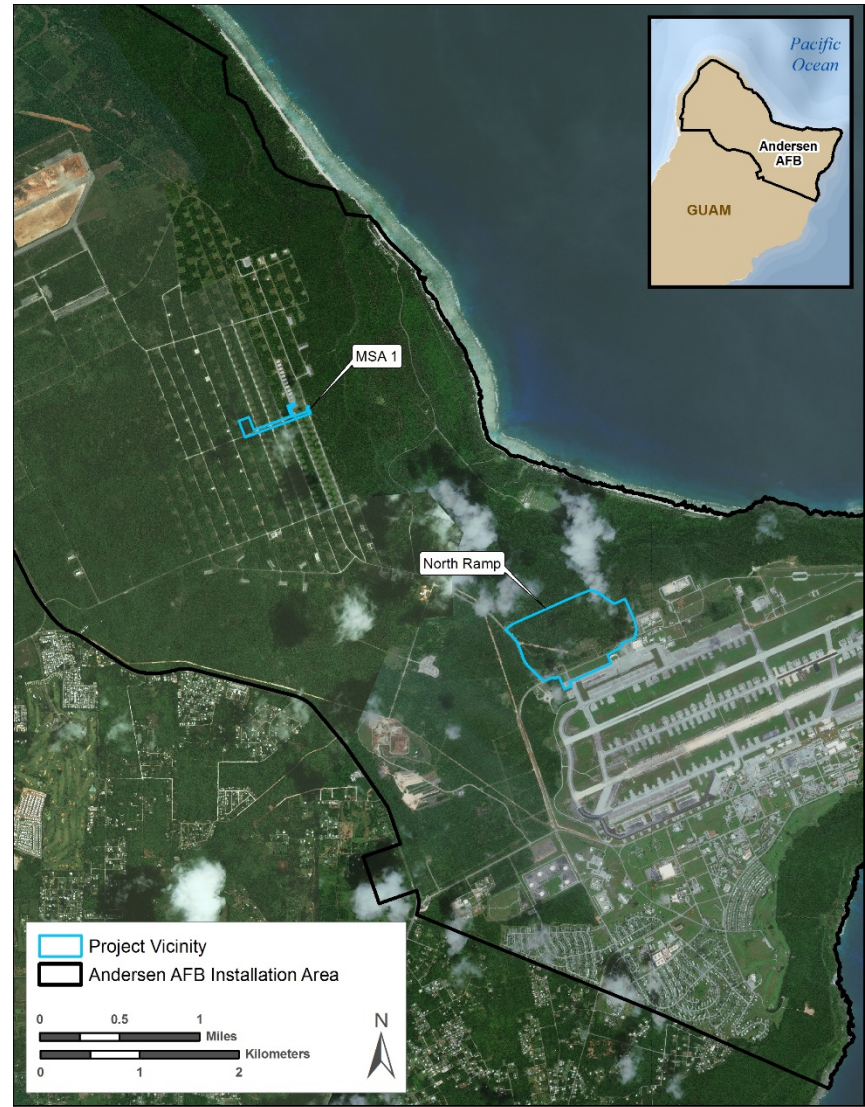 Pacific
Ocean
Andersen
AFB
GUAM
MSA 1
North Ramp
Project Vicinity
Andersen AFB Installation Area
0 0.5 1
Miles
N
Kilometers
0 1 2